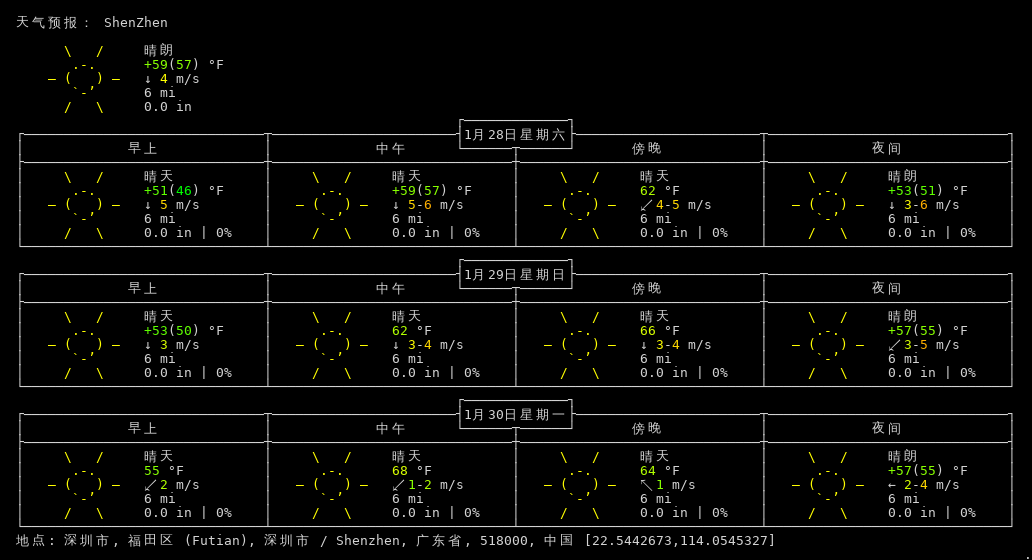 天气预报: ShenZhen
晴朗
+59(57) °F
↓ 4 m/s
6 mi
0.0 in
1月28日星期六
早上 中午 傍晚 夜间
晴天 晴天 晴天 晴朗
+51(46) °F +59(57) °F 62 °F +53(51) °F
↓ 5 m/s ↓ 5-6 m/s ↙ 4-5 m/s ↓ 3-6 m/s
6 mi 6 mi 6 mi 6 mi
0.0 in | 0% 0.0 in | 0% 0.0 in | 0% 0.0 in | 0%
1月29日星期日
早上 中午 傍晚 夜间
晴天 晴天 晴天 晴朗
+53(50) °F 62 °F 66 °F +57(55) °F
↓ 3 m/s ↓ 3-4 m/s ↓ 3-4 m/s ↙ 3-5 m/s
6 mi 6 mi 6 mi 6 mi
0.0 in | 0% 0.0 in | 0% 0.0 in | 0% 0.0 in | 0%
1月30日星期一
早上 中午 傍晚 夜间
晴天 晴天 晴天 晴朗
55 °F 68 °F 64 °F +57(55) °F
↙ 2 m/s ↙ 1-2 m/s ↖ 1 m/s ← 2-4 m/s
6 mi 6 mi 6 mi 6 mi
0.0 in | 0% 0.0 in | 0% 0.0 in | 0% 0.0 in | 0%
地点: 深圳市, 福田区 (Futian), 深圳市 / Shenzhen, 广东省, 518000, 中国 [22.5442673,114.0545327]